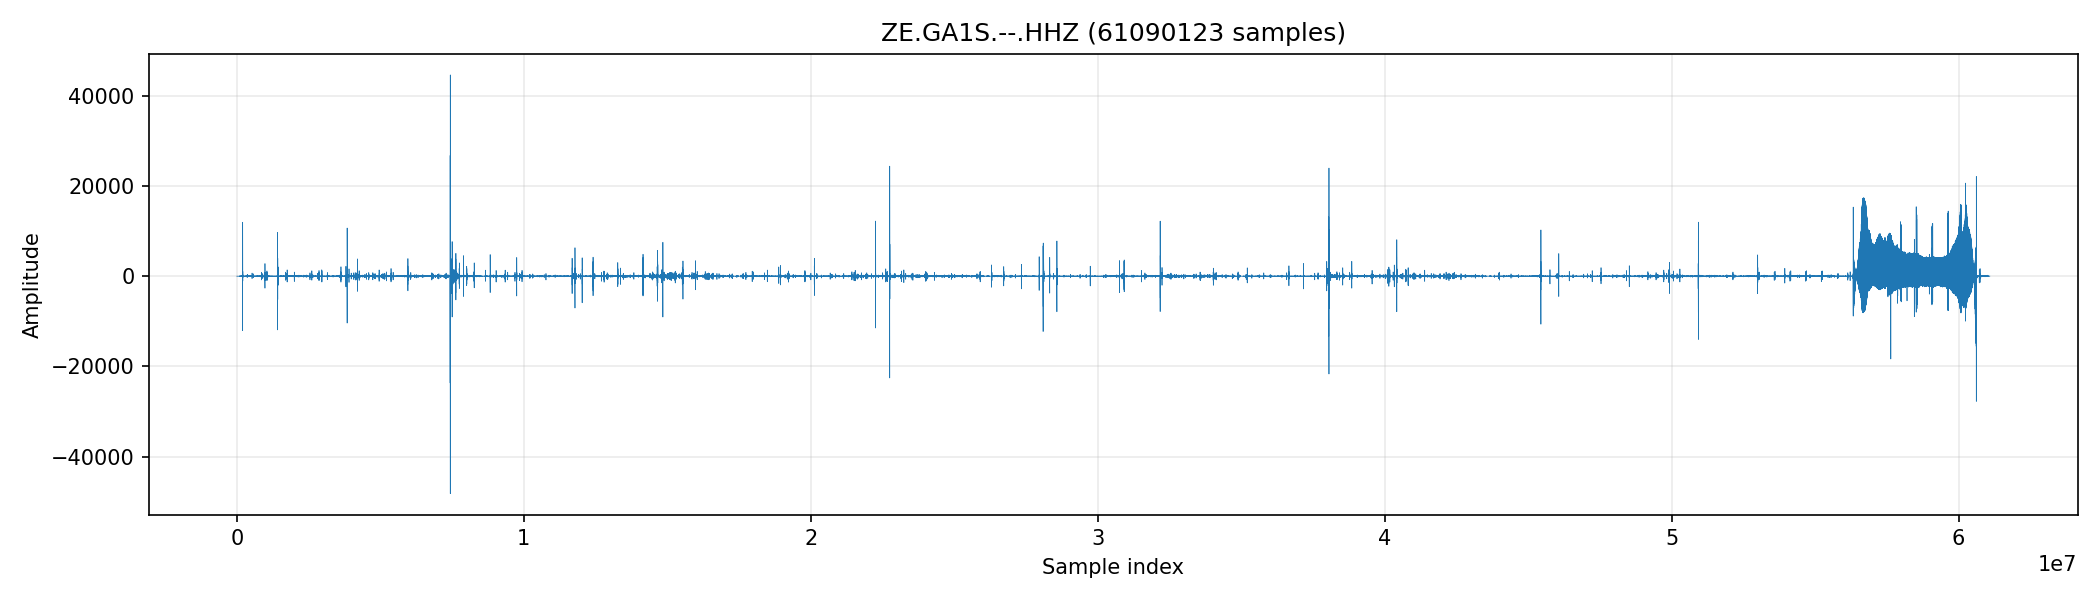 ZE.GA1S.--.HHZ (61090123 samples)
Amplitude
40000
20000
0
−20000
−40000
0 1 2 3 4 5 6
1e7
Sample index